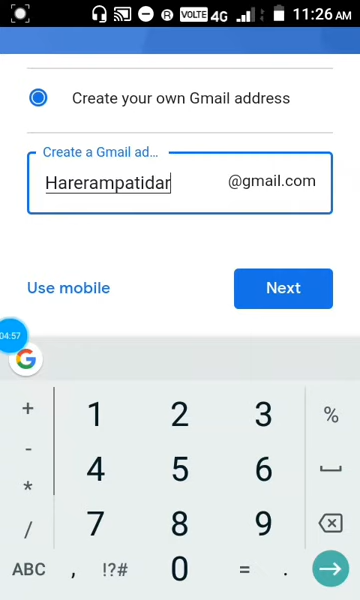 R VOLTE 4G 11:26 AM
Create your own Gmail address
Create a Gmail ad...
Harerampatidar @gmail.com
Use mobile Next
04:57
G
+ 1 2 3 %
-
4 5 6
*
/ 7 8 9
ABC , !?# 0 = .